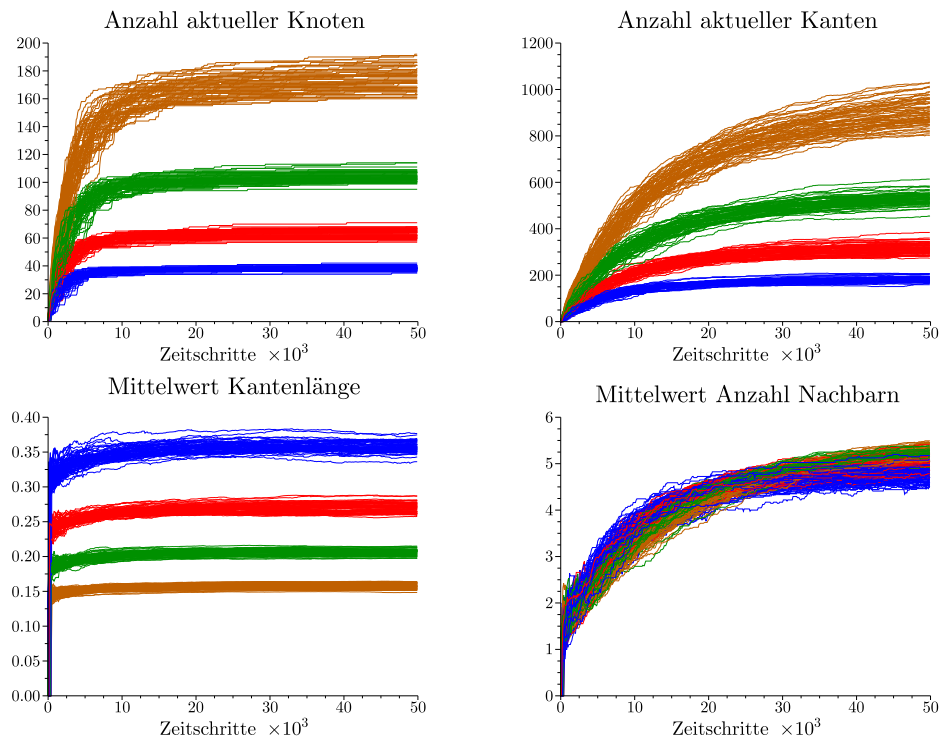 Anzahl aktueller Knoten
200
180
160
140
120
100
80
60
40
20
0
0 10 20 30 40 50
Zeitschritte ×10³
Anzahl aktueller Kanten
1200
1000
800
600
400
200
0
0 10 20 30 40 50
Zeitschritte ×10³
Mittelwert Kantenlänge
0.40
0.35
0.30
0.25
0.20
0.15
0.10
0.05
0.00
0 10 20 30 40 50
Zeitschritte ×10³
Mittelwert Anzahl Nachbarn
6
5
4
3
2
1
0
0 10 20 30 40 50
Zeitschritte ×10³